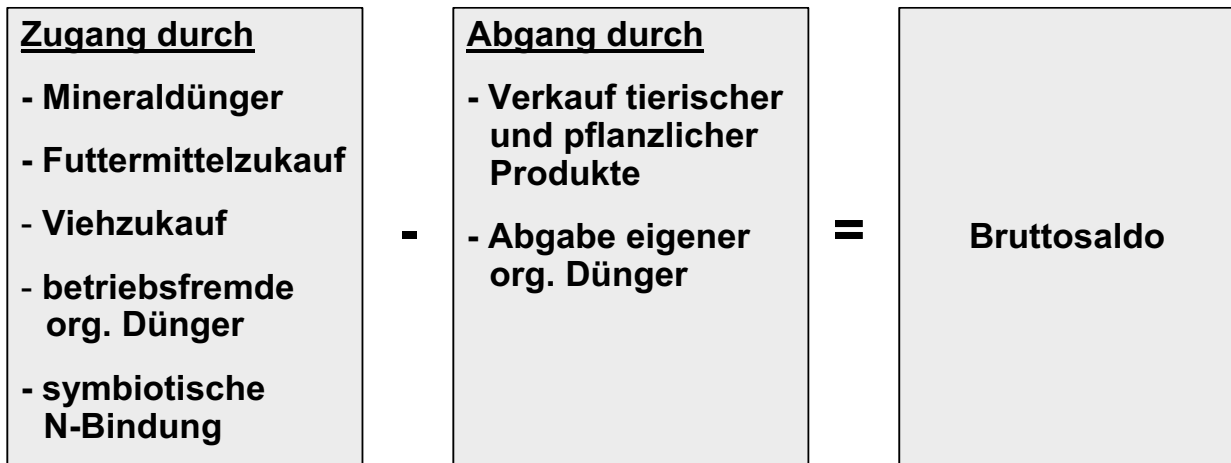 Zugang durch
- Mineraldünger
- Futtermittelzukauf
- Viehzukauf
- betriebsfremde
org. Dünger
- symbiotische
N-Bindung
-
Abgang durch
- Verkauf tierischer
und pflanzlicher
Produkte
- Abgabe eigener
org. Dünger
=
Bruttosaldo